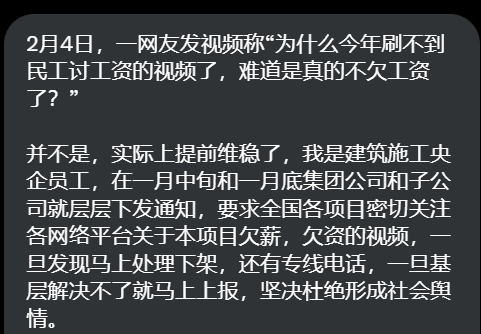 2月4日，一网友发视频称“为什么今年刷不到
民工讨工资的视频了，难道是真的不欠工资
了？”
并不是，实际上提前维稳了，我是建筑施工央
企员工，在一月中旬和一月底集团公司和子公
司就层层下发通知，要求全国各项目密切关注
各网络平台关于本项目欠薪，欠资的视频，一
旦发现马上处理下架，还有专线电话，一旦基
层解决不了就马上上报，坚决杜绝形成社会舆
情。